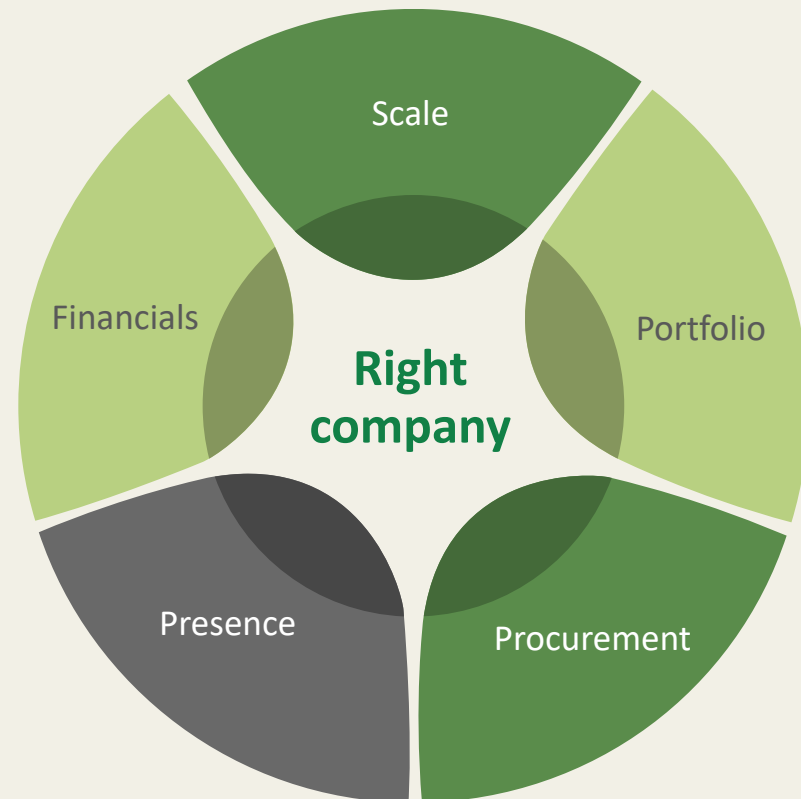 Scale
Financials
Portfolio
Right
company
Presence
Procurement